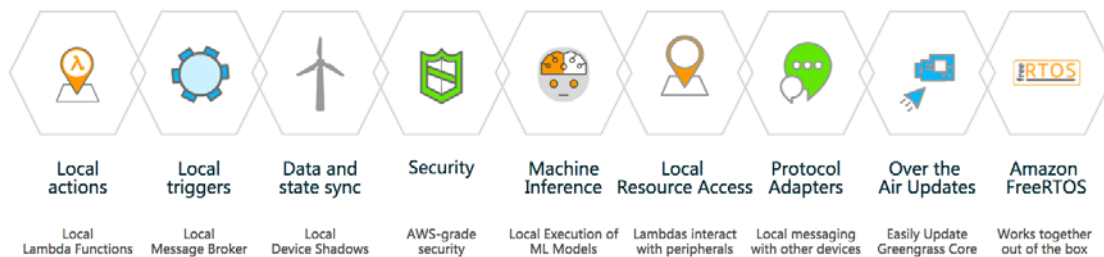 λ
free RTOS
Local
actions
Local
triggers
Data and
state sync
Security
Machine
Inference
Local
Resource Access
Protocol
Adapters
Over the
Air Updates
Amazon
FreeRTOS
Local
Lambda Functions
Local
Message Broker
Local
Device Shadows
AWS-grade
security
Local Execution of
ML Models
Lambdas interact
with peripherals
Local messaging
with other devices
Easily Update
Greengrass Core
Works together
out of the box